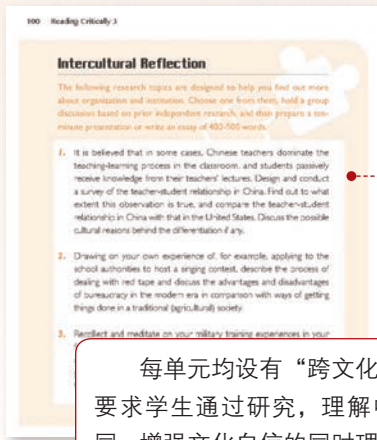 100 Reading Critically 3
Intercultural Reflection
The following research topics are designed to help you find out more
about organization and institution. Choose one from them, hold a group
discussion based on prior independent research, and then prepare a ten-
minute presentation or write an essay of 400-500 words.
1. It is believed that in some cases, Chinese teachers dominate the
teaching-learning process in the classroom, and students passively
receive knowledge from their teachers' lectures. Design and conduct
a survey of the teacher-student relationship in China. Find out to what
extent this observation is true, and compare the teacher-student
relationship in China with that in the United States. Discuss the possible
cultural reasons behind the differentiation if any.
2. Drawing on your own experience of, for example, applying to the
school authorities to host a singing contest, describe the process of
dealing with red tape and discuss the advantages and disadvantages
of bureaucracy in the modern era in comparison with ways of getting
things done in a traditional (agricultural) society.
3. Recollect and meditate on your military training experiences in your
每单元均设有“跨文化
要求学生通过研究，理解
同，增强文化自信的同时理